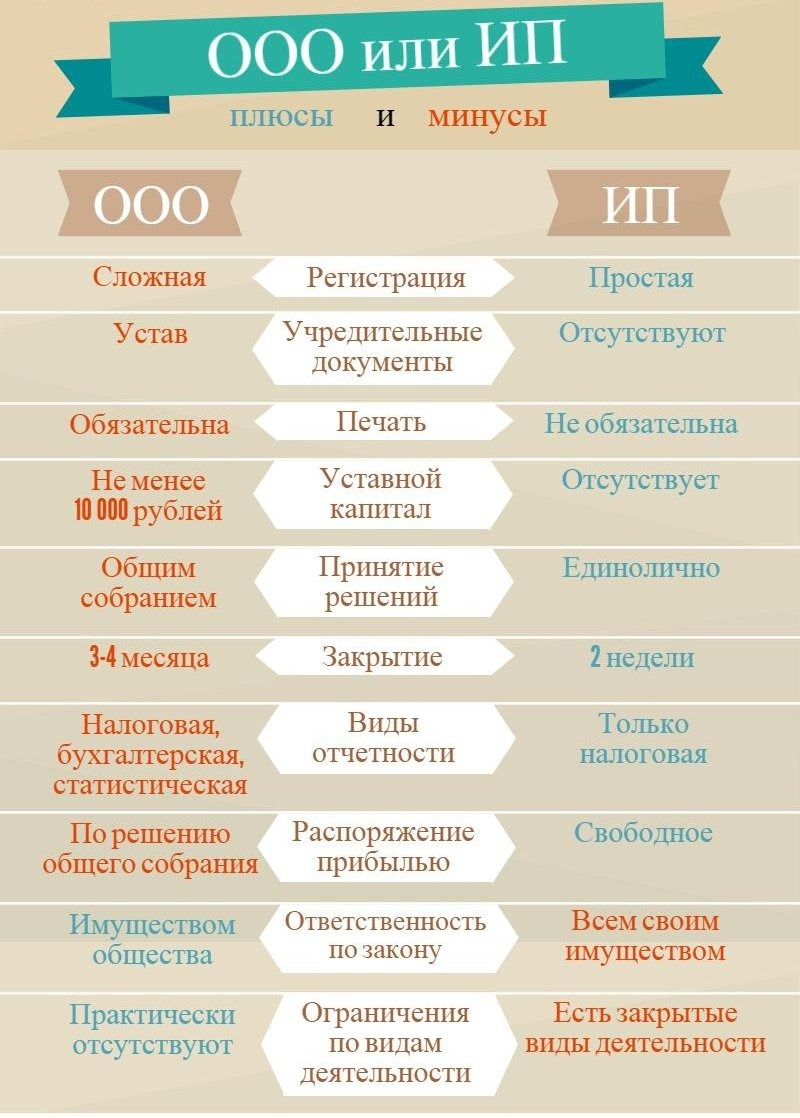 ООО или ИП
плюсы и минусы
ООО ИП
Сложная Регистрация Простая
Устав Учредительные документы Отсутствуют
Обязательна Печать Не обязательна
Не менее Уставной Отсутствует
10 000 рублей капитал
Общим Принятие Единолично
собранием решений
3-4 месяца Закрытие 2 недели
Налоговая, Виды Только
бухгалтерская, отчетности налоговая
статистическая
По решению Распоряжение Свободное
общего собрания прибылью
Имуществом Ответственность Всем своим
общества по закону имуществом
Практически Ограничения Есть закрытые
отсутствуют по видам виды деятельности
деятельности